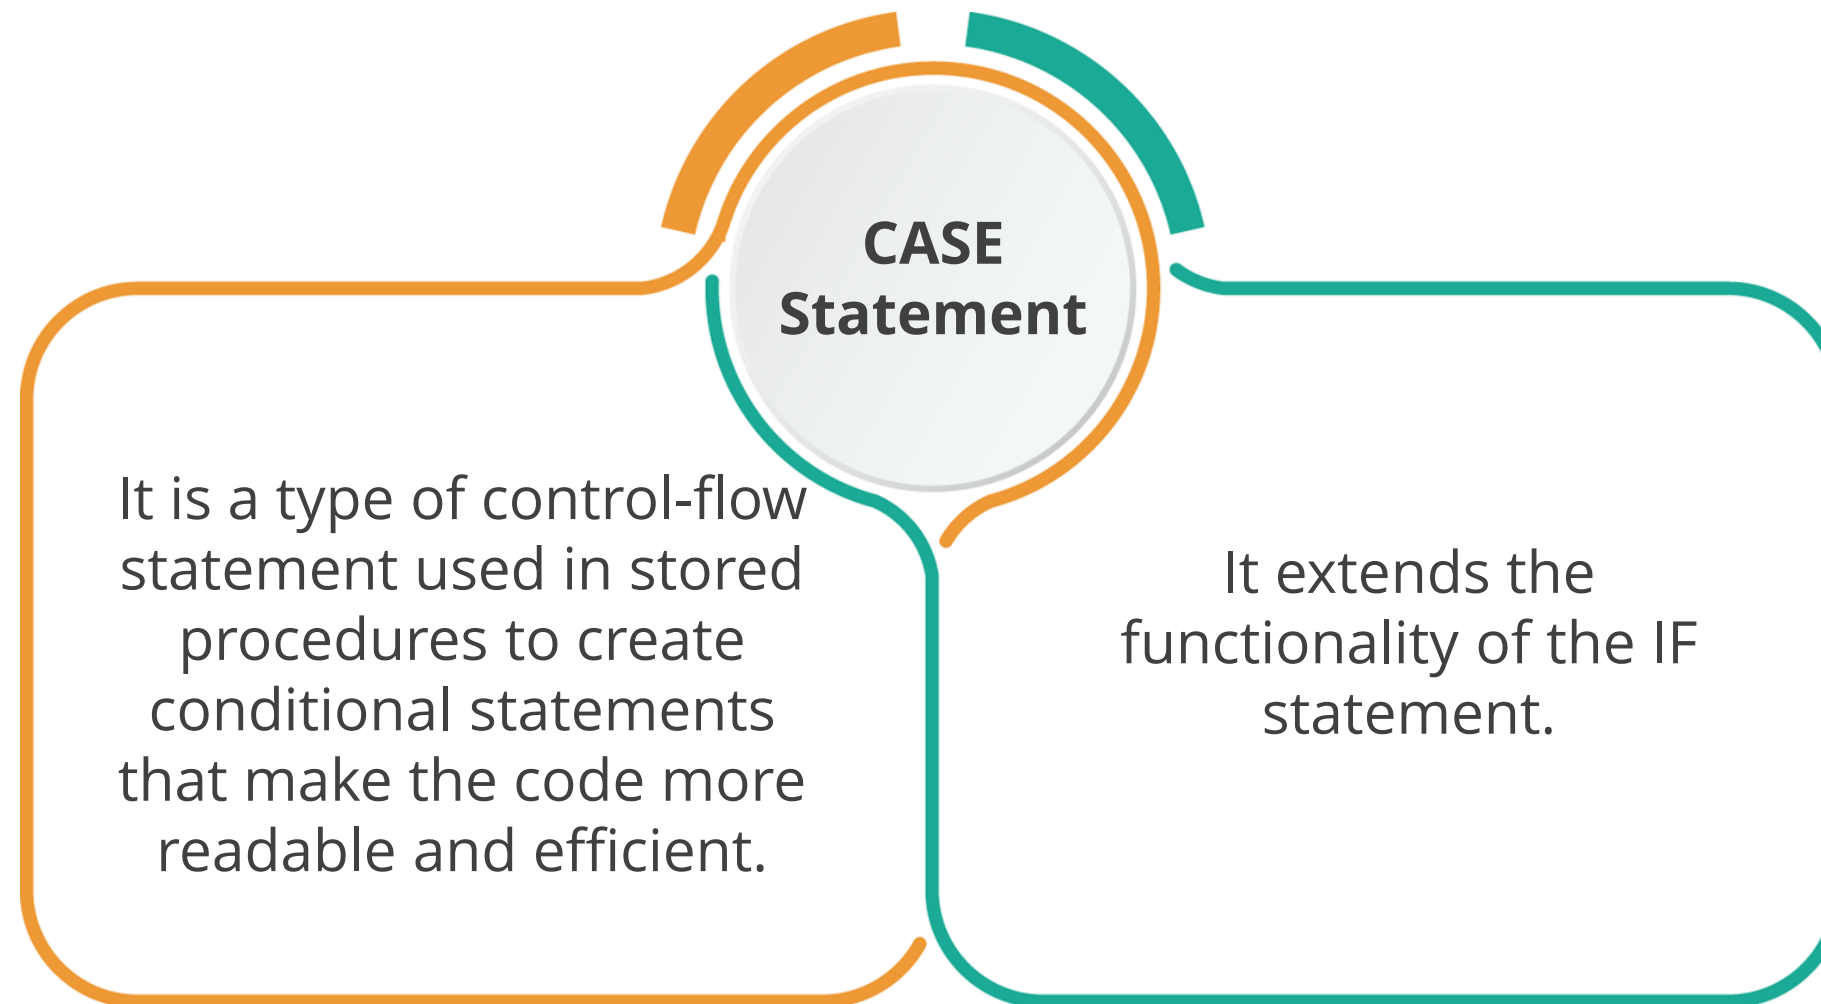 CASE
Statement
It is a type of control-flow
statement used in stored
procedures to create
conditional statements
that make the code more
readable and efficient.
It extends the
functionality of the IF
statement.